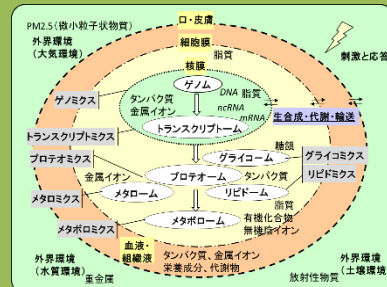 PM2.5(微小粒子状物質)
口・皮膚
外界環境
(大気環境)
細胞膜
脂質
核膜
刺激と応答
ゲノム
ゲノミクス
DNA
脂質
タンパク質
金属イオン
ncRNA
mRNA
トランスクリプトーム
生合成・代謝・輸送
トランスクリプトミクス
糖鎖
プロテオミクス
グライコーム
グライコミクス
金属イオン
プロテオーム
タンパク質
リピドミクス
メタロミクス
メタローム
リピドーム
脂質
メタボローム
有機化合物
無機陰イオン
メタボロミクス
外界環境
(水質環境)
血液・
組織液
タンパク質、金属イオン
栄養成分、代謝物
外界環境
(土壌環境)
重金属
放射性物質